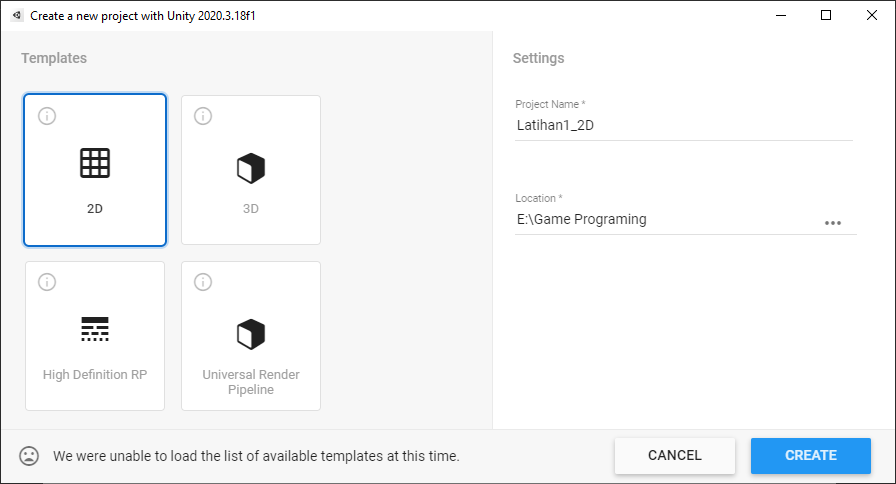 Create a new project with Unity 2020.3.18f1
Templates
2D
3D
High Definition RP
Universal Render
Pipeline
Settings
Project Name *
Latihan1_2D
Location *
E:\Game Programing
We were unable to load the list of available templates at this time.
CANCEL
CREATE